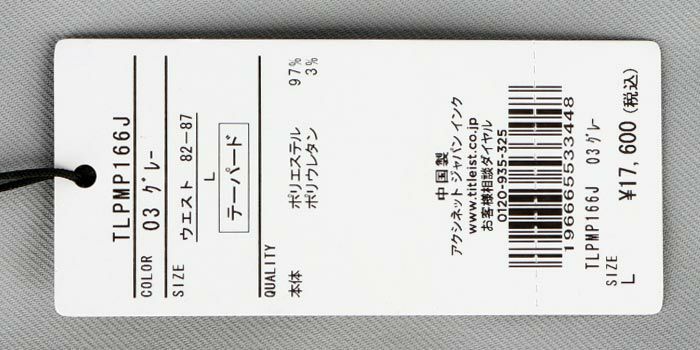 TLPMP166J
COLOR 03 ｸﾞﾚｰ
SIZE
ウエスト 82-87
L
テーパード
QUALITY
本体 ポリエステル 97%
ポリウレタン 3%
中国製
アクシネット ジャパン インク
www.titleist.co.jp
お客様相談ダイヤル
0120-935-325
196665533448
TLPMP166J 03ｸﾞﾚｰ
SIZE
L ¥17,600 (税込)